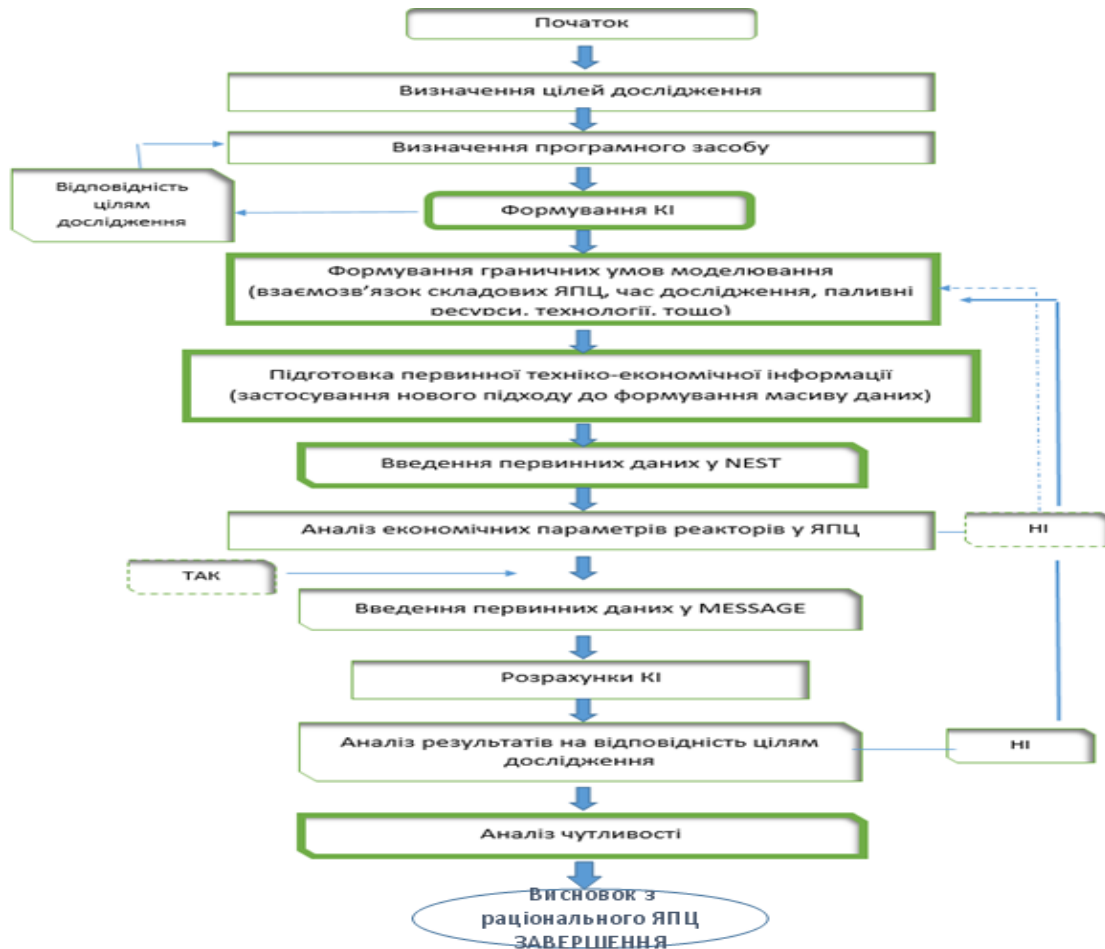 Початок
Визначення цілей дослідження
Визначення програмного засобу
Відповідність
цілям
дослідження
Формування КІ
Формування граничних умов моделювання
(взаємозв’язок складових ЯПЦ, час дослідження, паливні
ресурси, технології, тощо)
Підготовка первинної техніко-економічної інформації
(застосування нового підходу до формування масиву даних)
Введення первинних даних у NEST
Аналіз економічних параметрів реакторів у ЯПЦ
НІ
ТАК
Введення первинних даних у MESSAGE
Розрахунки КІ
Аналіз результатів на відповідність цілям
дослідження
НІ
Аналіз чутливості
Висновок з
раціонального ЯПЦ
ЗАВЕРШЕННЯ